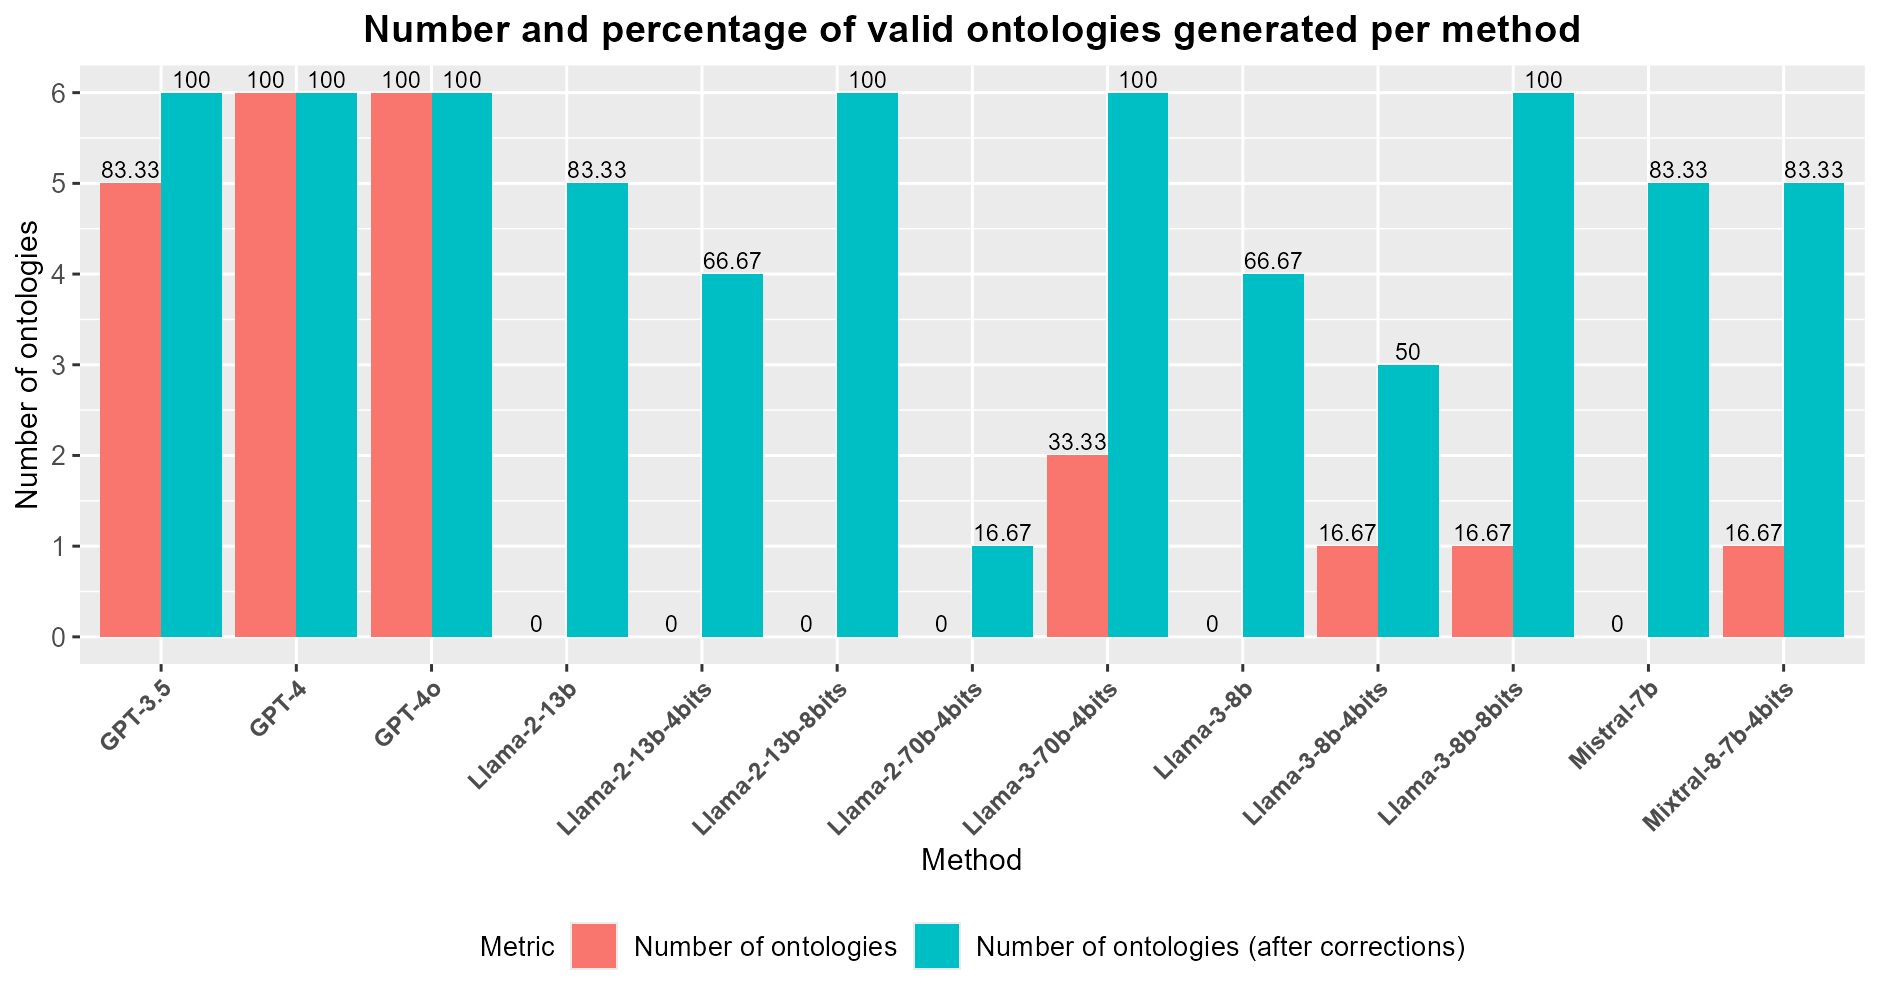 Number and percentage of valid ontologies generated per method
100 100 100 100 100 100 100 100
6
83.33 83.33 83.33 83.33
5
66.67 66.67
4
50
3
33.33
2
16.67 16.67 16.67 16.67
1
0 0 0 0 0 0
0
Number of ontologies
GPT-3.5
GPT-4
GPT-4o
Llama-2-13b
Llama-2-13b-4bits
Llama-2-13b-8bits
Llama-2-70b-4bits
Llama-3-70b-4bits
Llama-3-8b
Llama-3-8b-4bits
Llama-3-8b-8bits
Mistral-7b
Mixtral-8-7b-4bits
Method
Metric Number of ontologies Number of ontologies (after corrections)